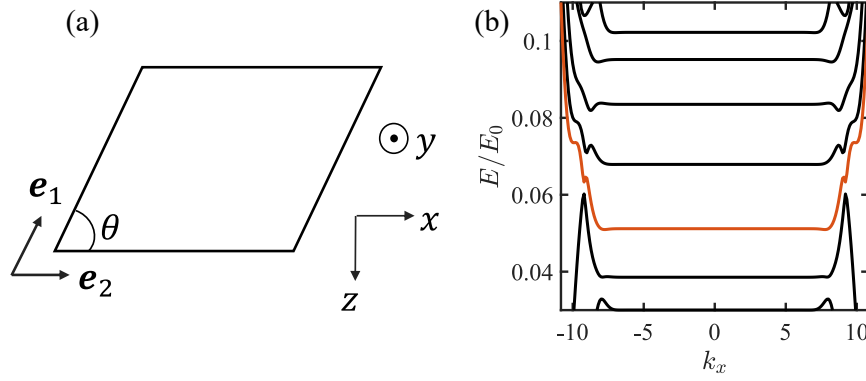 (a)
y
e₁
θ
x
e₂
z
(b)
E/E₀
0.1
0.08
0.06
0.04
-10 -5 0 5 10
kₓ